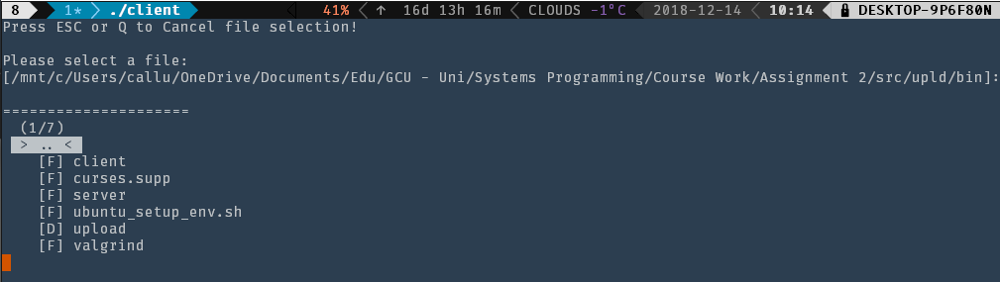 8 1* ./client 41% ↑ 16d 13h 16m CLOUDS -1°C 2018-12-14 10:14 DESKTOP-9P6F80N
Press ESC or Q to Cancel file selection!
Please select a file:
[/mnt/c/Users/callu/OneDrive/Documents/Edu/GCU - Uni/Systems Programming/Course Work/Assignment 2/src/upld/bin]:
=====================
(1/7)
> .. <
[F] client
[F] curses.supp
[F] server
[F] ubuntu_setup_env.sh
[D] upload
[F] valgrind